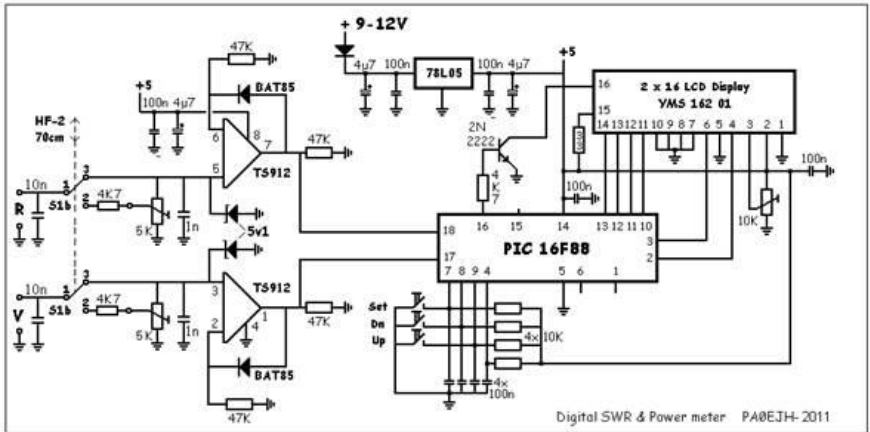 + 9-12V
47K
+5
4µ7
100n
78L05
100n
4µ7
+5
BAT85
100n
4µ7
HF-2
70cm
6
8
7
5
TS912
47K
2N
2222
4
K
7
2 x 16 LCD Display
YMS 162 01
16
15
14 13 12 11 10 9 8 7 6 5 4 3 2 1
100n
10K
10n
1
3
2
S1b
4K7
R
5K
1n
5v1
100n
16
15
14
13 12 11 10
18
PIC 16F88
3
17
2
7 8 9 4
5
6
1
10n
1
3
2
S1b
4K7
V
5K
1n
3
TS912
1
2
4
47K
BAT85
47K
Set
Dn
Up
4x 10K
4x
100n
Digital SWR & Power meter PA0EJH-2011